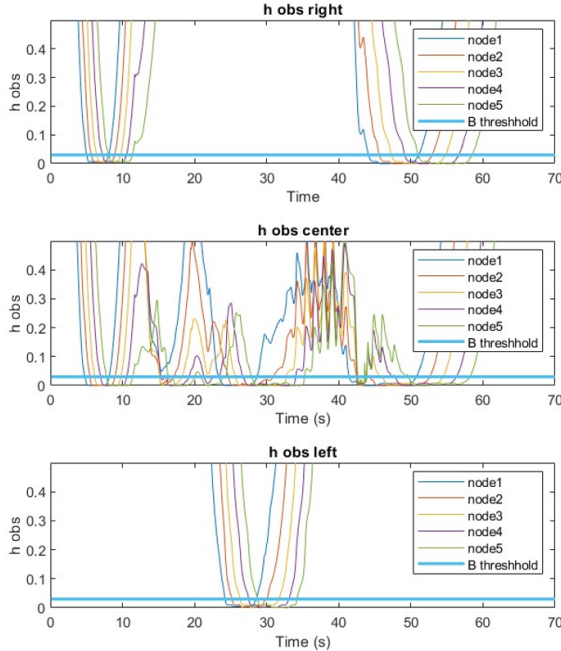 h obs right
h obs
0.4
0.3
0.2
0.1
0
0 10 20 30 40 50 60 70
Time
node1
node2
node3
node4
node5
B threshhold
h obs center
h obs
0.4
0.3
0.2
0.1
0
0 10 20 30 40 50 60 70
Time (s)
node1
node2
node3
node4
node5
B threshhold
h obs left
h obs
0.4
0.3
0.2
0.1
0
0 10 20 30 40 50 60 70
Time (s)
node1
node2
node3
node4
node5
B threshhold